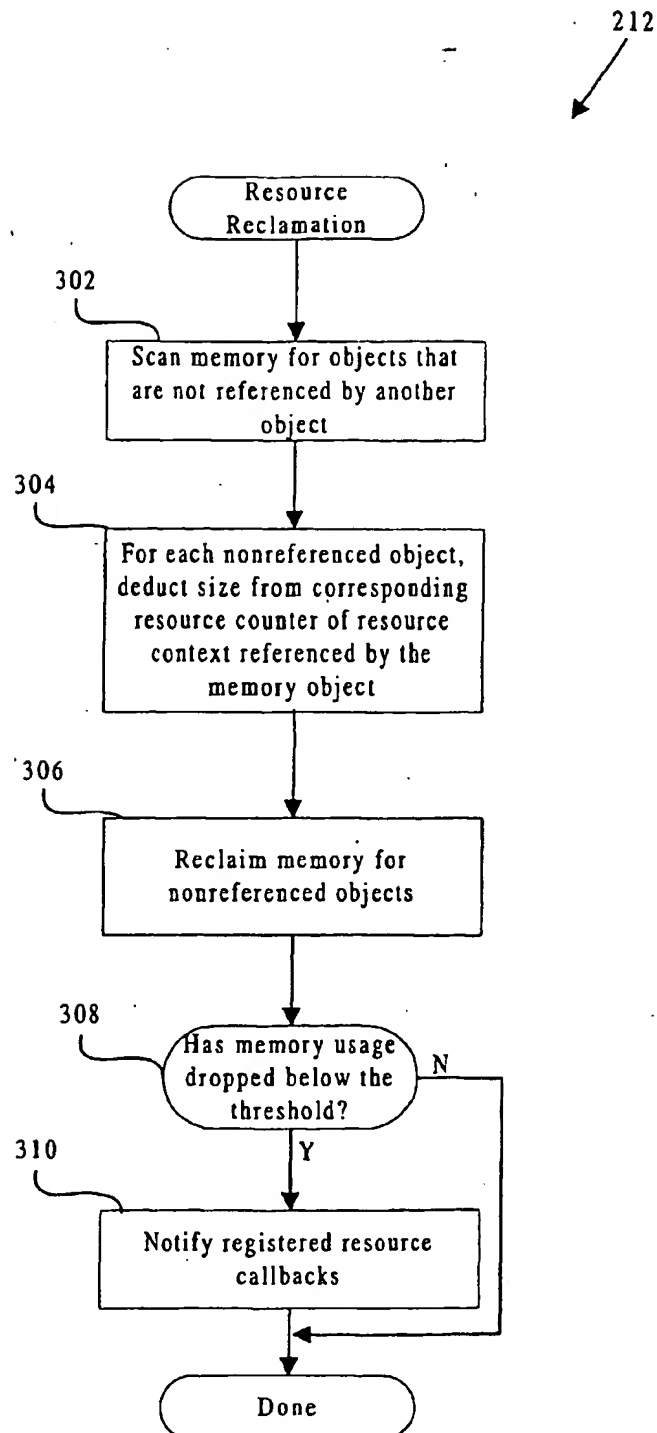 212
Resource
Reclamation
302
Scan memory for objects that
are not referenced by another
object
304
For each nonreferenced object,
deduct size from corresponding
resource counter of resource
context referenced by the
memory object
306
Reclaim memory for
nonreferenced objects
308
Has memory usage
dropped below the
threshold?
N
Y
310
Notify registered resource
callbacks
Done